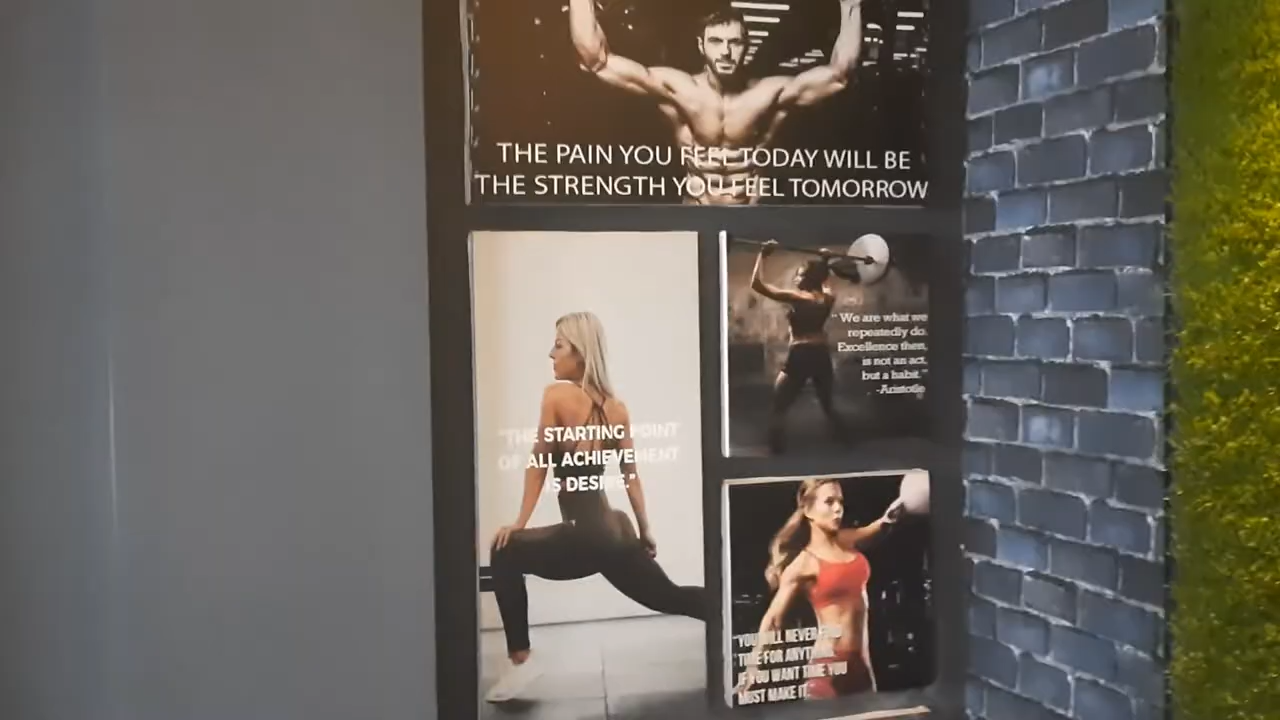 THE PAIN YOU FEEL TODAY WILL BE
THE STRENGTH YOU FEEL TOMORROW
"THE STARTING POINT
OF ALL ACHIEVEMENT
IS DESIRE."
"We are what we
repeatedly do.
Excellence then,
is not an act,
but a habit."
-Aristotle
"YOU WILL NEVER FIND
TIME FOR ANYTHING
IF YOU WANT TIME YOU
MUST MAKE IT."